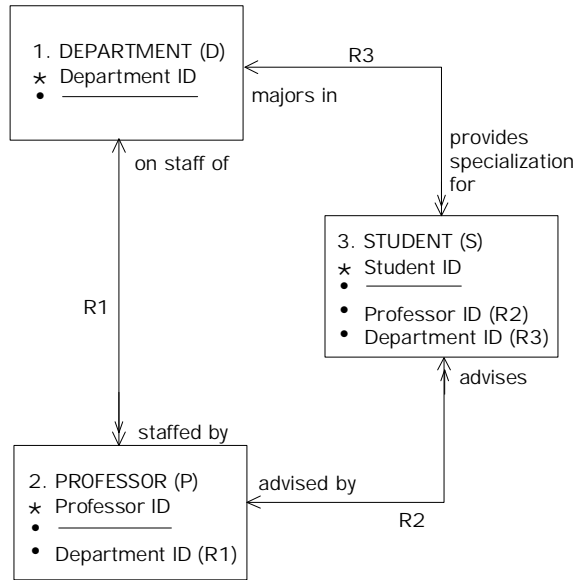 1. DEPARTMENT (D)
* Department ID
•
R3
majors in
on staff of
provides
specialization
for
3. STUDENT (S)
* Student ID
•
• Professor ID (R2)
• Department ID (R3)
R1
advises
staffed by
2. PROFESSOR (P)
* Professor ID
•
• Department ID (R1)
advised by
R2